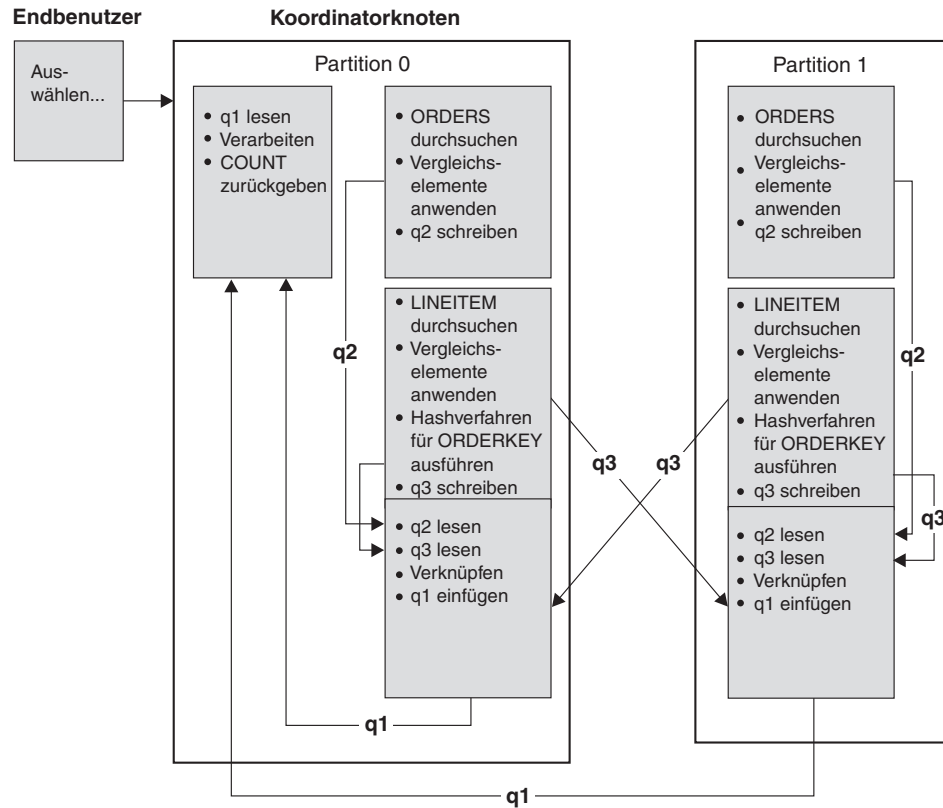 Endbenutzer
Koordinatorknoten
Aus-
wählen...
Partition 0
• q1 lesen
• Verarbeiten
• COUNT
zurückgeben
• ORDERS
durchsuchen
• Vergleichs-
elemente
anwenden
• q2 schreiben
q2
• LINEITEM
durchsuchen
• Vergleichs-
elemente
anwenden
• Hashverfahren
für ORDERKEY
ausführen
• q3 schreiben
• q2 lesen
• q3 lesen
• Verknüpfen
• q1 einfügen
q1
q3
q3
Partition 1
• ORDERS
durchsuchen
• Vergleichs-
elemente
anwenden
• q2 schreiben
q2
• LINEITEM
durchsuchen
• Vergleichs-
elemente
anwenden
• Hashverfahren
für ORDERKEY
ausführen
• q3 schreiben
q3
• q2 lesen
• q3 lesen
• Verknüpfen
• q1 einfügen
q1